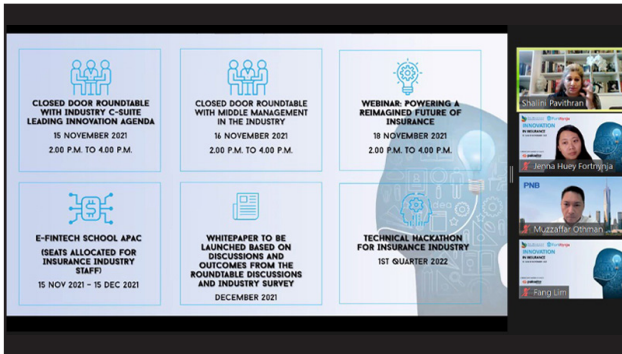 CLOSED DOOR ROUNDTABLE
WITH INDUSTRY C-SUITE
LEADING INNOVATION AGENDA
15 NOVEMBER 2021
2.00 P.M. TO 4.00 P.M.
CLOSED DOOR ROUNDTABLE
WITH MIDDLE MANAGEMENT
IN THE INDUSTRY
16 NOVEMBER 2021
2.00 P.M. TO 4.00 P.M.
WEBINAR: POWERING A
REIMAGINED FUTURE OF
INSURANCE
18 NOVEMBER 2021
2.00 P.M. TO 4.00 P.M.
E-FINTECH SCHOOL APAC
(SEATS ALLOCATED FOR
INSURANCE INDUSTRY
STAFF)
15 NOV 2021 – 15 DEC 2021
WHITEPAPER TO BE
LAUNCHED BASED ON
DISCUSSIONS AND
OUTCOMES FROM THE
ROUNDTABLE DISCUSSIONS
AND INDUSTRY SURVEY
DECEMBER 2021
TECHNICAL HACKATHON
FOR INSURANCE INDUSTRY
1ST QUARTER 2022
Shalini Pavithran
INNOVATION
IN INSURANCE
Jenna Huey Fortnynja
PNB
Muzzaffar Othman
INNOVATION
IN INSURANCE
Fang Lim